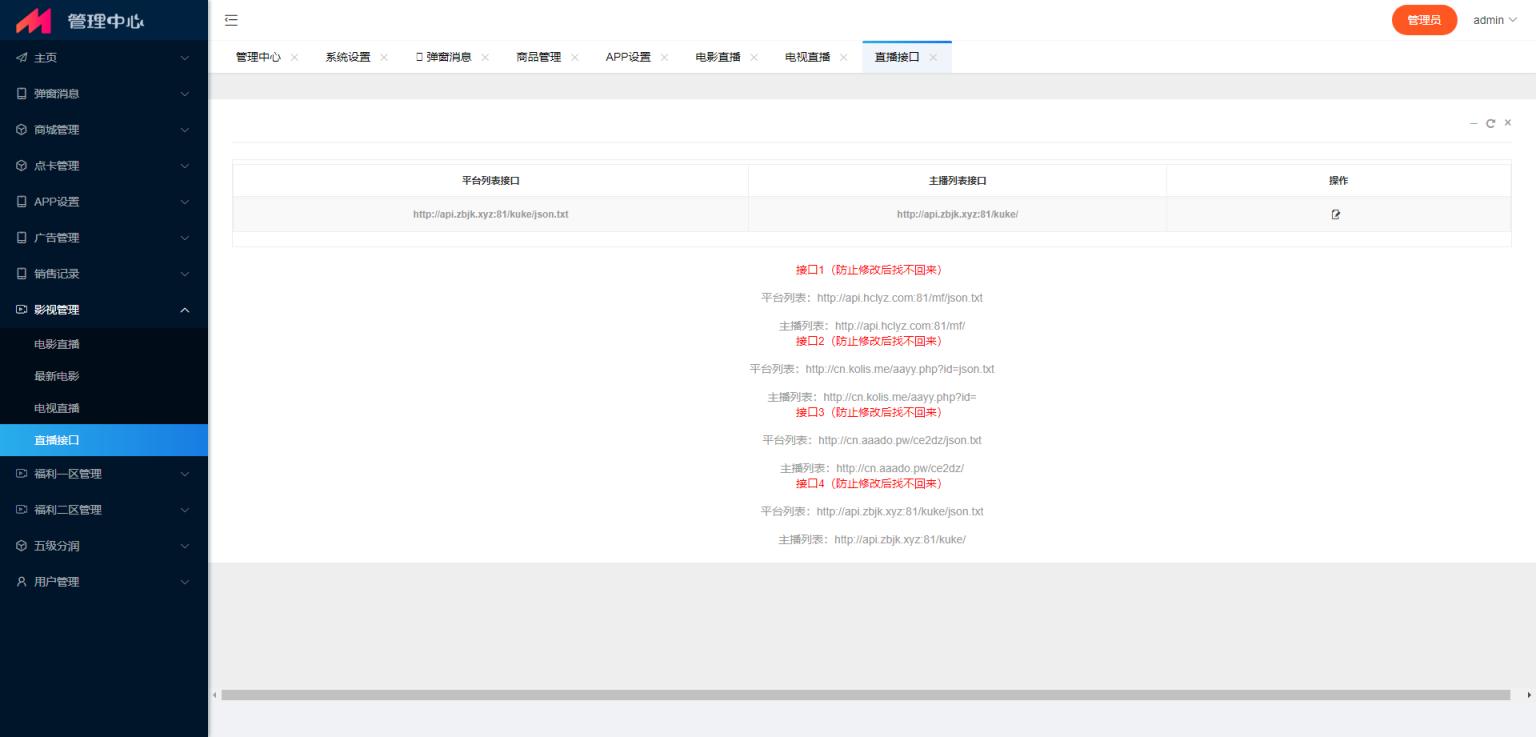 管理中心
管理员
admin
管理中心
系统设置
弹窗消息
商品管理
APP设置
电影直播
电视直播
直播接口
主页
弹窗消息
商城管理
点卡管理
APP设置
广告管理
销售记录
影视管理
电影直播
最新电影
电视直播
直播接口
福利一区管理
福利二区管理
五级分润
用户管理
平台列表接口
主播列表接口
操作
http://api.zbjk.xyz:81/kuke/json.txt
http://api.zbjk.xyz:81/kuke/
接口1（防止修改后找不回来）
平台列表：http://api.hclyz.com:81/mf/json.txt
主播列表：http://api.hclyz.com:81/mf/
接口2（防止修改后找不回来）
平台列表：http://cn.kolis.me/aayy.php?id=json.txt
主播列表：http://cn.kolis.me/aayy.php?id=
接口3（防止修改后找不回来）
平台列表：http://cn.aaado.pw/ce2dz/json.txt
主播列表：http://cn.aaado.pw/ce2dz/
接口4（防止修改后找不回来）
平台列表：http://api.zbjk.xyz:81/kuke/json.txt
主播列表：http://api.zbjk.xyz:81/kuke/